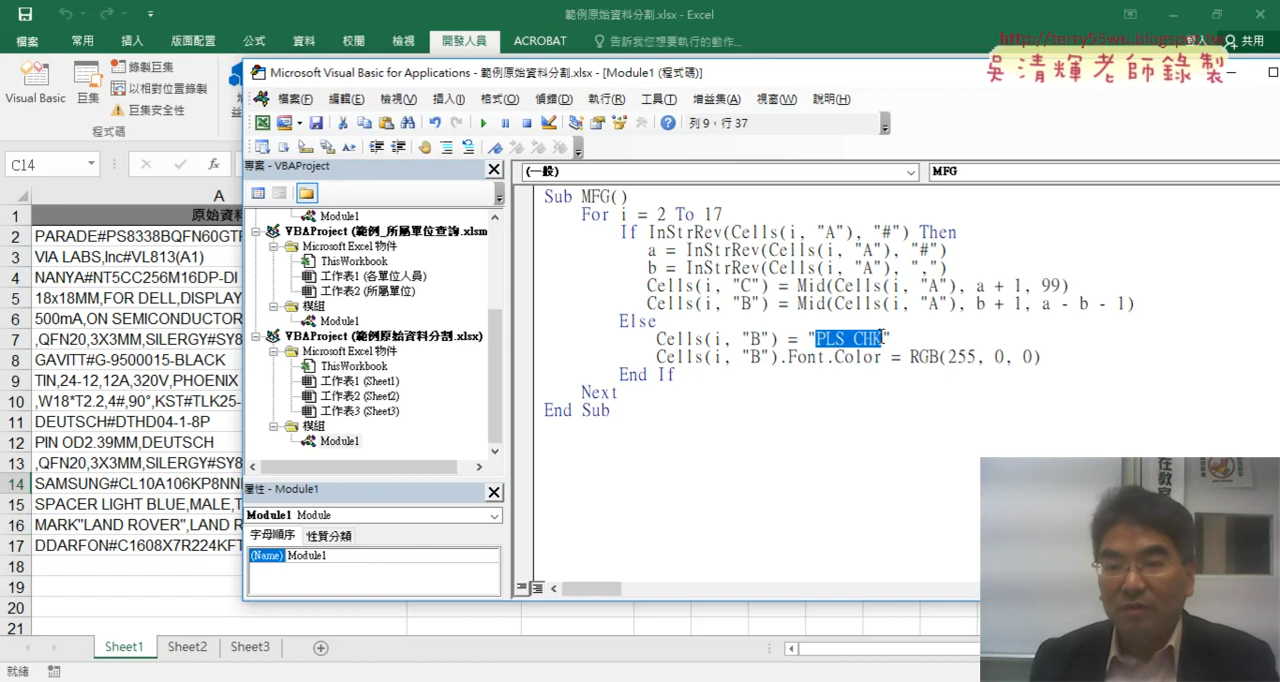 範例原始資料分割.xlsx - Excel
檔案 常用 插入 版面配置 公式 資料 校閱 檢視 開發人員 ACROBAT 告訴我您想要執行的動作... 登入 共用
http://terry55wu.blogspot.tw
吳清輝老師錄製
Visual Basic 巨集 錄製巨集
以相對位置錄製
巨集安全性
程式碼
C14
Microsoft Visual Basic for Applications - 範例原始資料分割.xlsx - [Module1 (程式碼)]
檔案(F) 編輯(E) 檢視(V) 插入(I) 格式(O) 偵錯(D) 執行(R) 工具(T) 增益集(A) 視窗(W) 說明(H)
列 9，行 37
專案 - VBAProject
Module1
VBAProject (範例_所屬單位查詢.xlsm
Microsoft Excel 物件
ThisWorkbook
工作表1 (各單位人員)
工作表2 (所屬單位)
模組
Module1
VBAProject (範例原始資料分割.xlsx)
Microsoft Excel 物件
ThisWorkbook
工作表1 (Sheet1)
工作表2 (Sheet2)
工作表3 (Sheet3)
模組
Module1
屬性 - Module1
Module1 Module
字母順序 性質分類
(Name) Module1
(一般) MFG
Sub MFG()
For i = 2 To 17
If InStrRev(Cells(i, "A"), "#") Then
a = InStrRev(Cells(i, "A"), "#")
b = InStrRev(Cells(i, "A"), ",")
Cells(i, "C") = Mid(Cells(i, "A"), a + 1, 99)
Cells(i, "B") = Mid(Cells(i, "A"), b + 1, a - b - 1)
Else
Cells(i, "B") = "PLS CHK"
Cells(i, "B").Font.Color = RGB(255, 0, 0)
End If
Next
End Sub
A
1 原始資料
2 PARADE#PS8338BQFN60GT
3 VIA LABS,Inc#VL813(A1)
4 NANYA#NT5CC256M16DP-DI
5 18x18MM,FOR DELL,DISPLAY
6 500mA,ON SEMICONDUCTOR
7 ,QFN20,3X3MM,SILERGY#SY8
8 GAVITT#G-9500015-BLACK
9 TIN,24-12,12A,250V,PHOENIX
10 ,W18*T2.2,4#,90°,KST#TLK25-
11 DEUTSCH#DTHD04-1-8P
12 PIN OD2.39MM,DEUTSCH
13 ,QFN20,3X3MM,SILERGY#SY8
14 SAMSUNG#CL10A106KP8NN
15 SPACER LIGHT BLUE,MALE,T
16 MARK"LAND ROVER",LAND R
17 DDARFON#C1608X7R224KFT
18
19
20
21
Sheet1 Sheet2 Sheet3
就緒
在教室